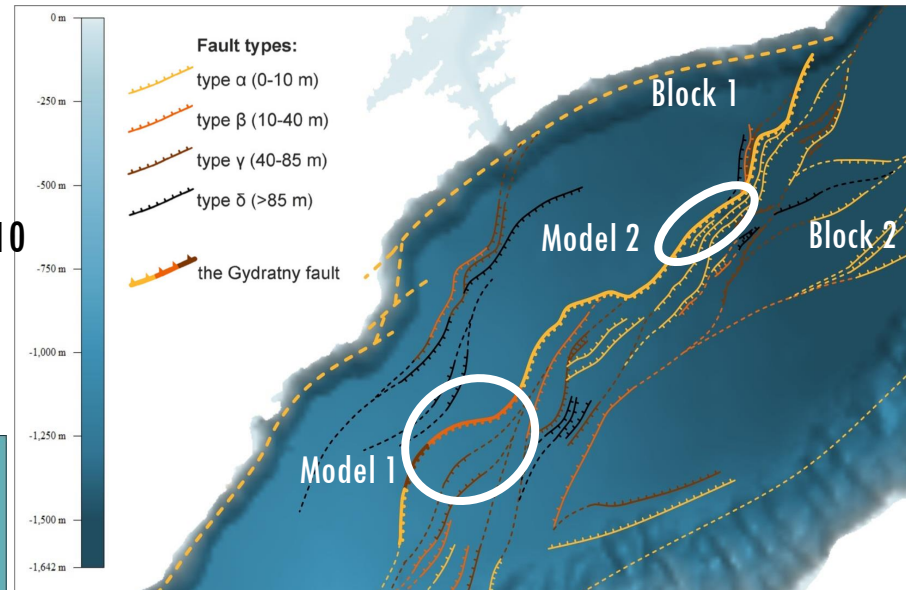 0 m
-250 m
-500 m
-750 m
-1,000 m
-1,250 m
-1,500 m
-1,642 m
10
Fault types:
type α (0-10 m)
type β (10-40 m)
type γ (40-85 m)
type δ (>85 m)
the Gydratny fault
Block 1
Model 2
Block 2
Model 1